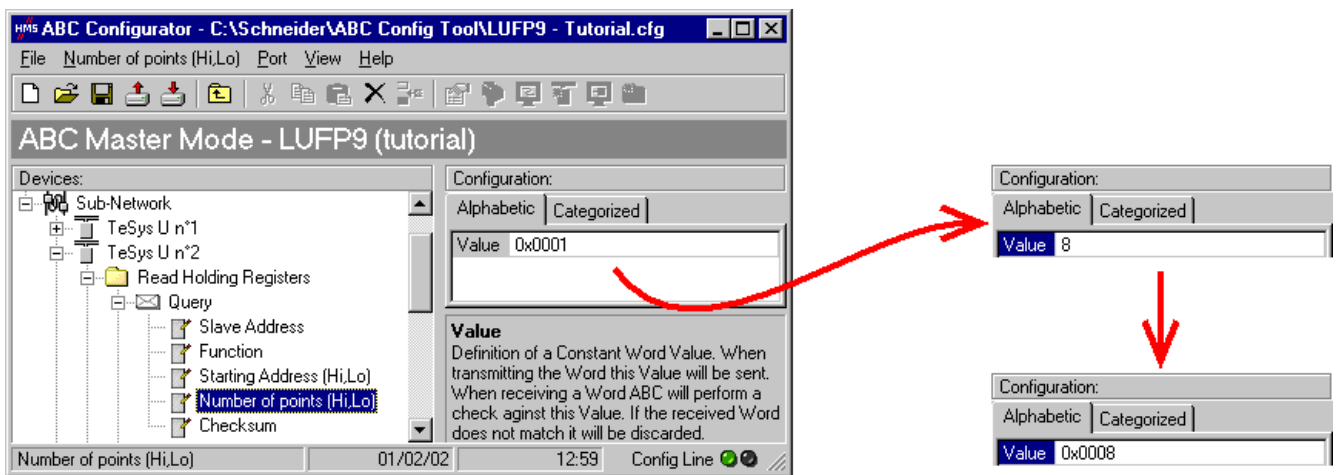 HMS ABC Configurator - C:\Schneider\ABC Config Tool\LUFP9 - Tutorial.cfg
File Number of points (Hi,Lo) Port View Help
ABC Master Mode - LUFP9 (tutorial)
Devices:
Sub-Network
TeSys U n°1
TeSys U n°2
Read Holding Registers
Query
Slave Address
Function
Starting Address (Hi,Lo)
Number of points (Hi,Lo)
Checksum
Configuration:
Alphabetic Categorized
Value 0x0001
Value
Definition of a Constant Word Value. When
transmitting the Word this Value will be sent.
When receiving a Word ABC will perform a
check aginst this Value. If the received Word
does not match it will be discarded.
Number of points (Hi,Lo) 01/02/02 12:59 Config Line
Configuration:
Alphabetic Categorized
Value 8
Configuration:
Alphabetic Categorized
Value 0x0008